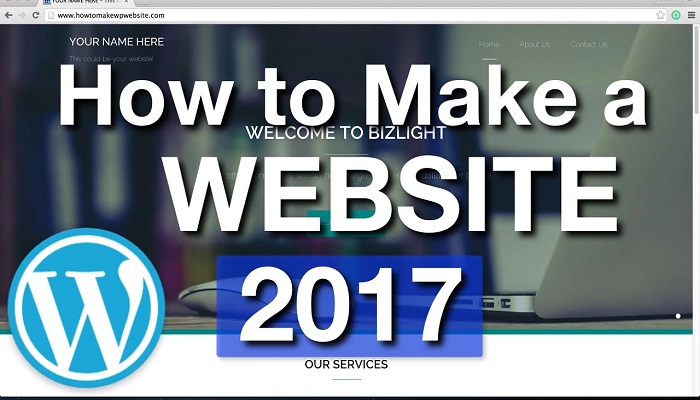 YOUR NAME HERE – This
www.howtomakewpwebsite.com
YOUR NAME HERE
This could be your website!
Home About Us Contact Us
How to Make a
WELCOME TO BIZLIGHT
WEBSITE
W
2017
OUR SERVICES